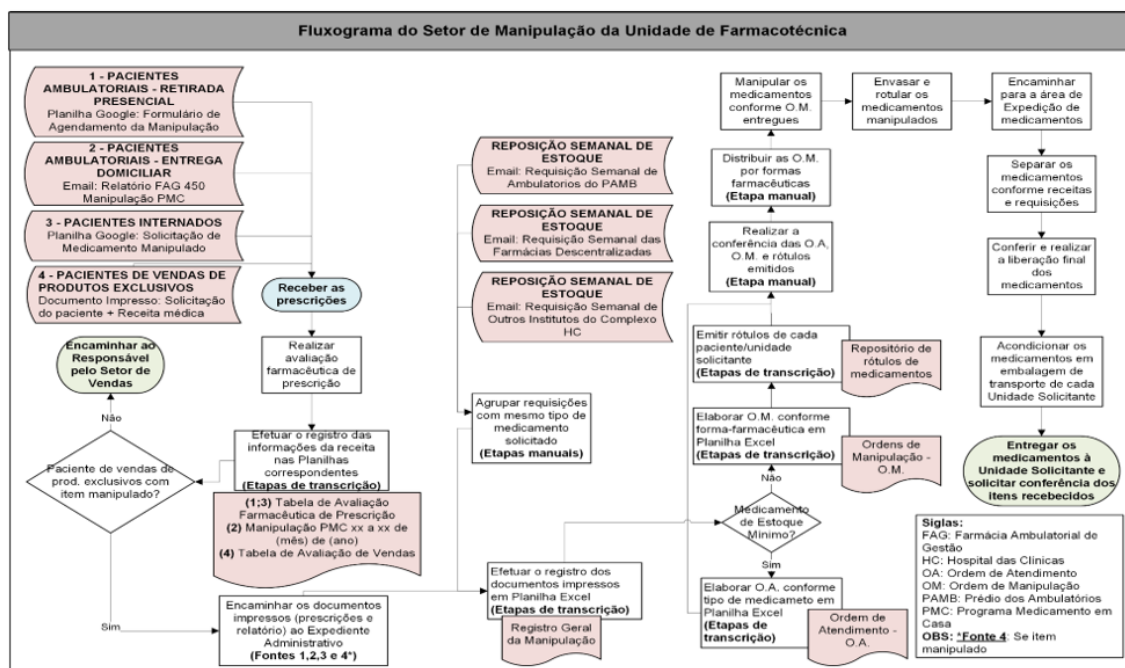 Fluxograma do Setor de Manipulação da Unidade de Farmacotécnica
1 - PACIENTES
AMBULATORIAIS - RETIRADA
PRESENCIAL
Planilha Google: Formulário de
Agendamento da Manipulação
2 - PACIENTES
AMBULATORIAIS - ENTREGA
DOMICILIAR
Email: Relatório FAG 450
Manipulação PMC
3 - PACIENTES INTERNADOS
Planilha Google: Solicitação de
Medicamento Manipulado
4 - PACIENTES DE VENDAS DE
PRODUTOS EXCLUSIVOS
Documento Impresso: Solicitação
do paciente + Receita médica
Receber as
prescrições
Realizar
avaliação
farmacêutica de
prescrição
Efetuar o registro das
informações da receita
nas Planilhas
correspondentes
(Etapas de transcrição)
(1;3) Tabela de Avaliação
Farmacêutica de Prescrição
(2) Manipulação PMC xx a xx de
(mês) de (ano)
(4) Tabela de Avaliação de Vendas
Paciente de vendas de
prod. exclusivos com
item manipulado?
Não
Encaminhar ao
Responsável
pelo Setor de
Vendas
Sim
Encaminhar os documentos
impressos (prescrições e
relatório) ao Expediente
Administrativo
(Fontes 1,2,3 e 4*)
REPOSIÇÃO SEMANAL DE
ESTOQUE
Email: Requisição Semanal de
Ambulatorios do PAMB
REPOSIÇÃO SEMANAL DE
ESTOQUE
Email: Requisição Semanal das
Farmácias Descentralizadas
REPOSIÇÃO SEMANAL DE
ESTOQUE
Email: Requisição Semanal de
Outros Institutos do Complexo
HC
Agrupar requisições
com mesmo tipo de
medicamento
solicitado
(Etapas manuais)
Efetuar o registro dos
documentos impressos
em Planilha Excel
(Etapas de transcrição)
Registro Geral
da Manipulação
Medicamento
de Estoque
Mínimo?
Sim
Elaborar O.A. conforme
tipo de medicameto em
Planilha Excel
(Etapas de
transcrição)
Ordem de
Atendimento -
O.A.
Não
Elaborar O.M. conforme
forma-farmacêutica em
Planilha Excel
(Etapas de transcrição)
Ordens de
Manipulação -
O.M.
Emitir rótulos de cada
paciente/unidade
solicitante
(Etapas de transcrição)
Repositório de
rótulos de
medicamentos
Realizar a
conferência das O.A,
O.M. e rótulos
emitidos
(Etapa manual)
Distribuir as O.M.
por formas
farmacêuticas
(Etapa manual)
Manipular os
medicamentos
conforme O.M.
entregues
Envasar e
rotular os
medicamentos
manipulados
Encaminhar
para a área de
Expedição de
medicamentos
Separar os
medicamentos
conforme receitas
e requisições
Conferir e realizar
a liberação final
dos
medicamentos
Acondicionar os
medicamentos em
embalagem de
transporte de cada
Unidade Solicitante
Entregar os
medicamentos à
Unidade Solicitante e
solicitar conferência dos
itens recebecidos
Siglas:
FAG: Farmácia Ambulatorial de
Gestão
HC: Hospital das Clínicas
OA: Ordem de Atendimento
OM: Ordem de Manipulação
PAMB: Prédio dos Ambulatórios
PMC: Programa Medicamento em
Casa
OBS: *Fonte 4: Se item
manipulado